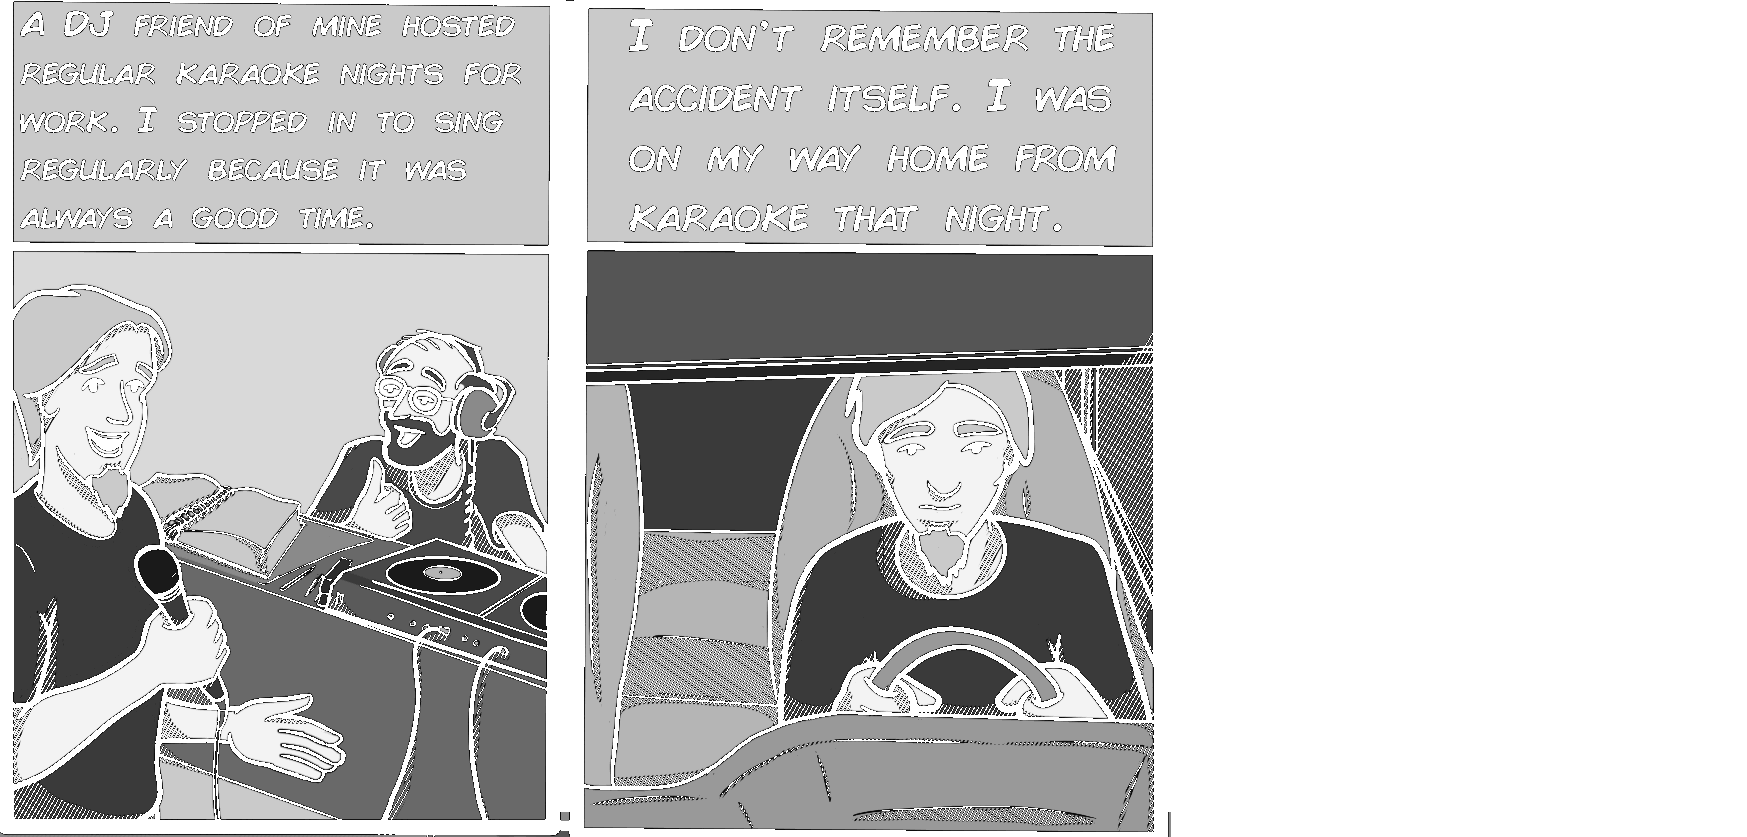 A DJ FRIEND OF MINE HOSTED
REGULAR KARAOKE NIGHTS FOR
WORK. I STOPPED IN TO SING
REGULARLY BECAUSE IT WAS
ALWAYS A GOOD TIME.
I DON'T REMEMBER THE
ACCIDENT ITSELF. I WAS
ON MY WAY HOME FROM
KARAOKE THAT NIGHT.